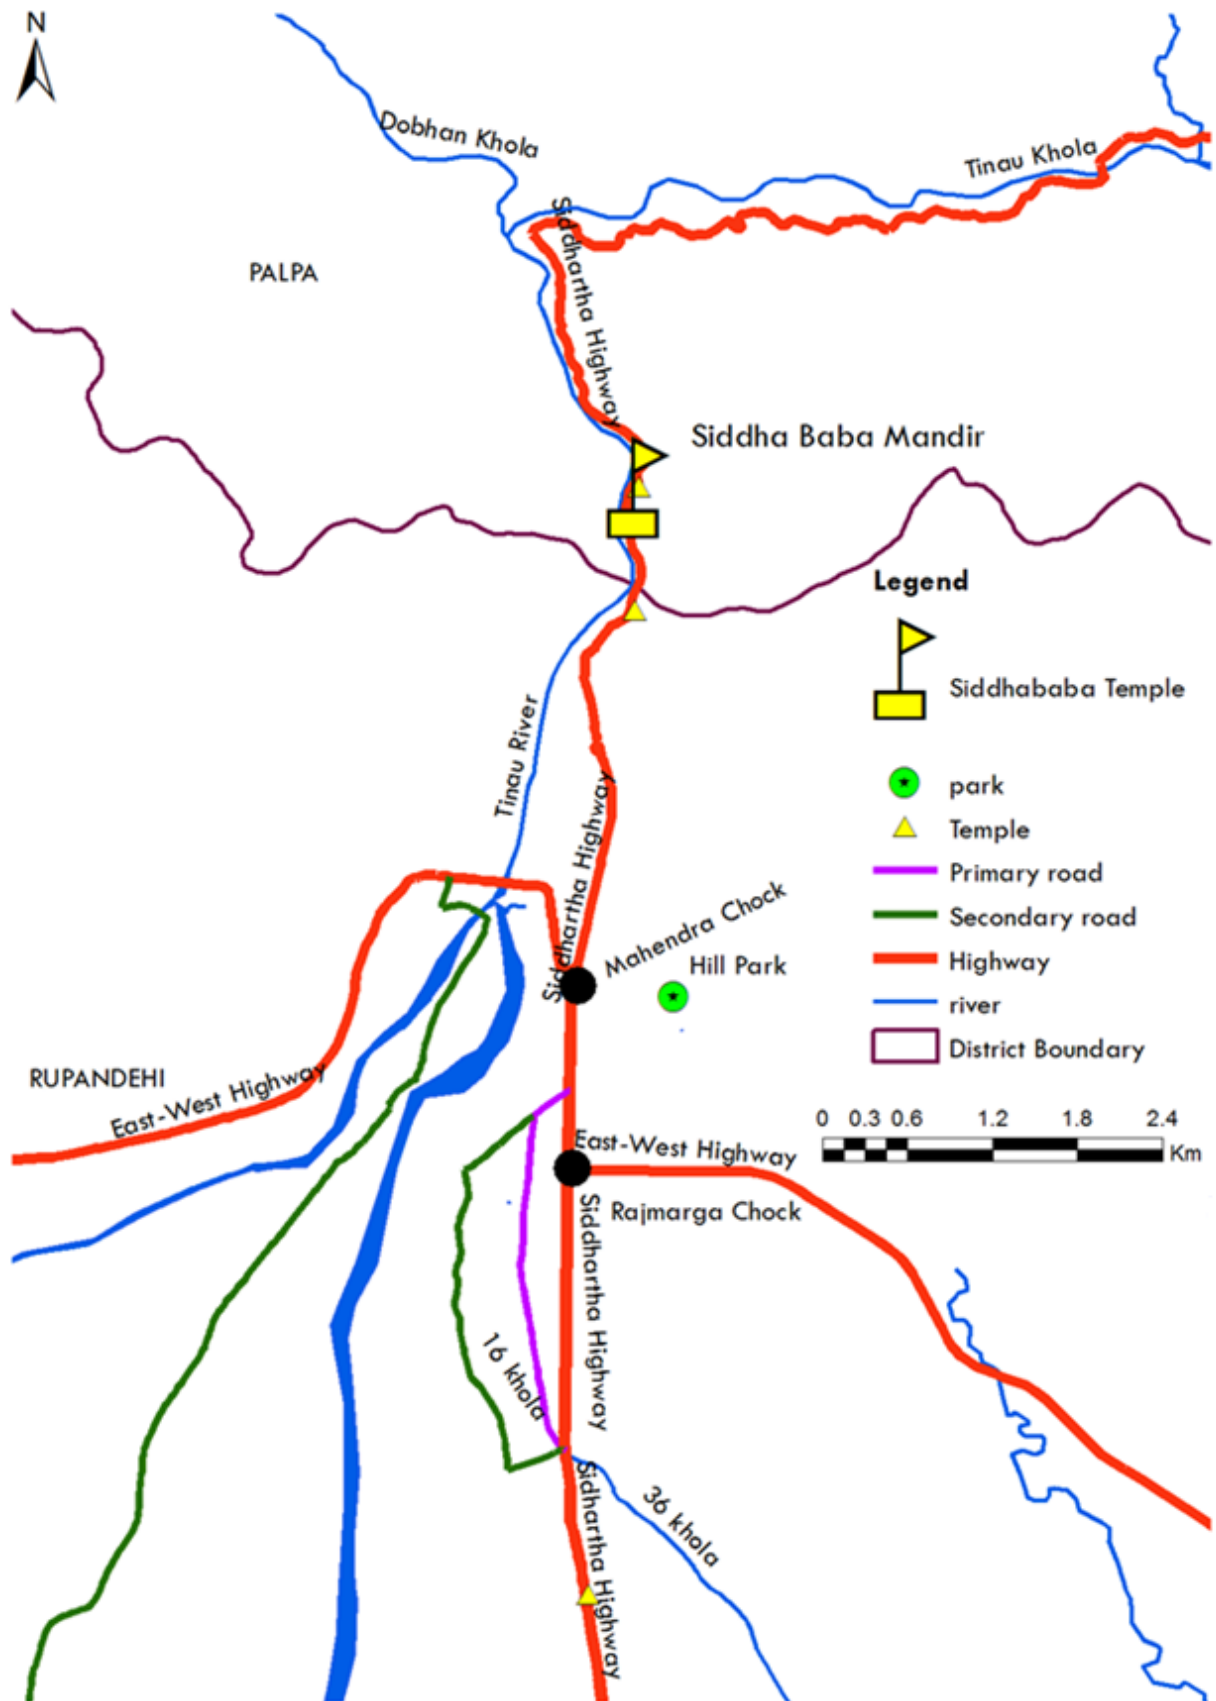 N
Dobhan Khola
Tinau Khola
Siddhartha Highway
PALPA
Siddha Baba Mandir
Legend
Siddhababa Temple
Tinau River
park
Temple
Siddhartha Highway
Primary road
Mahendra Chock
Secondary road
Hill Park
Highway
river
District Boundary
RUPANDEHI
East-West Highway
0 0.3 0.6 1.2 1.8 2.4
Km
East-West Highway
Rajmarga Chock
Siddhartha Highway
16 khola
36 khola
Sidhartha Highway